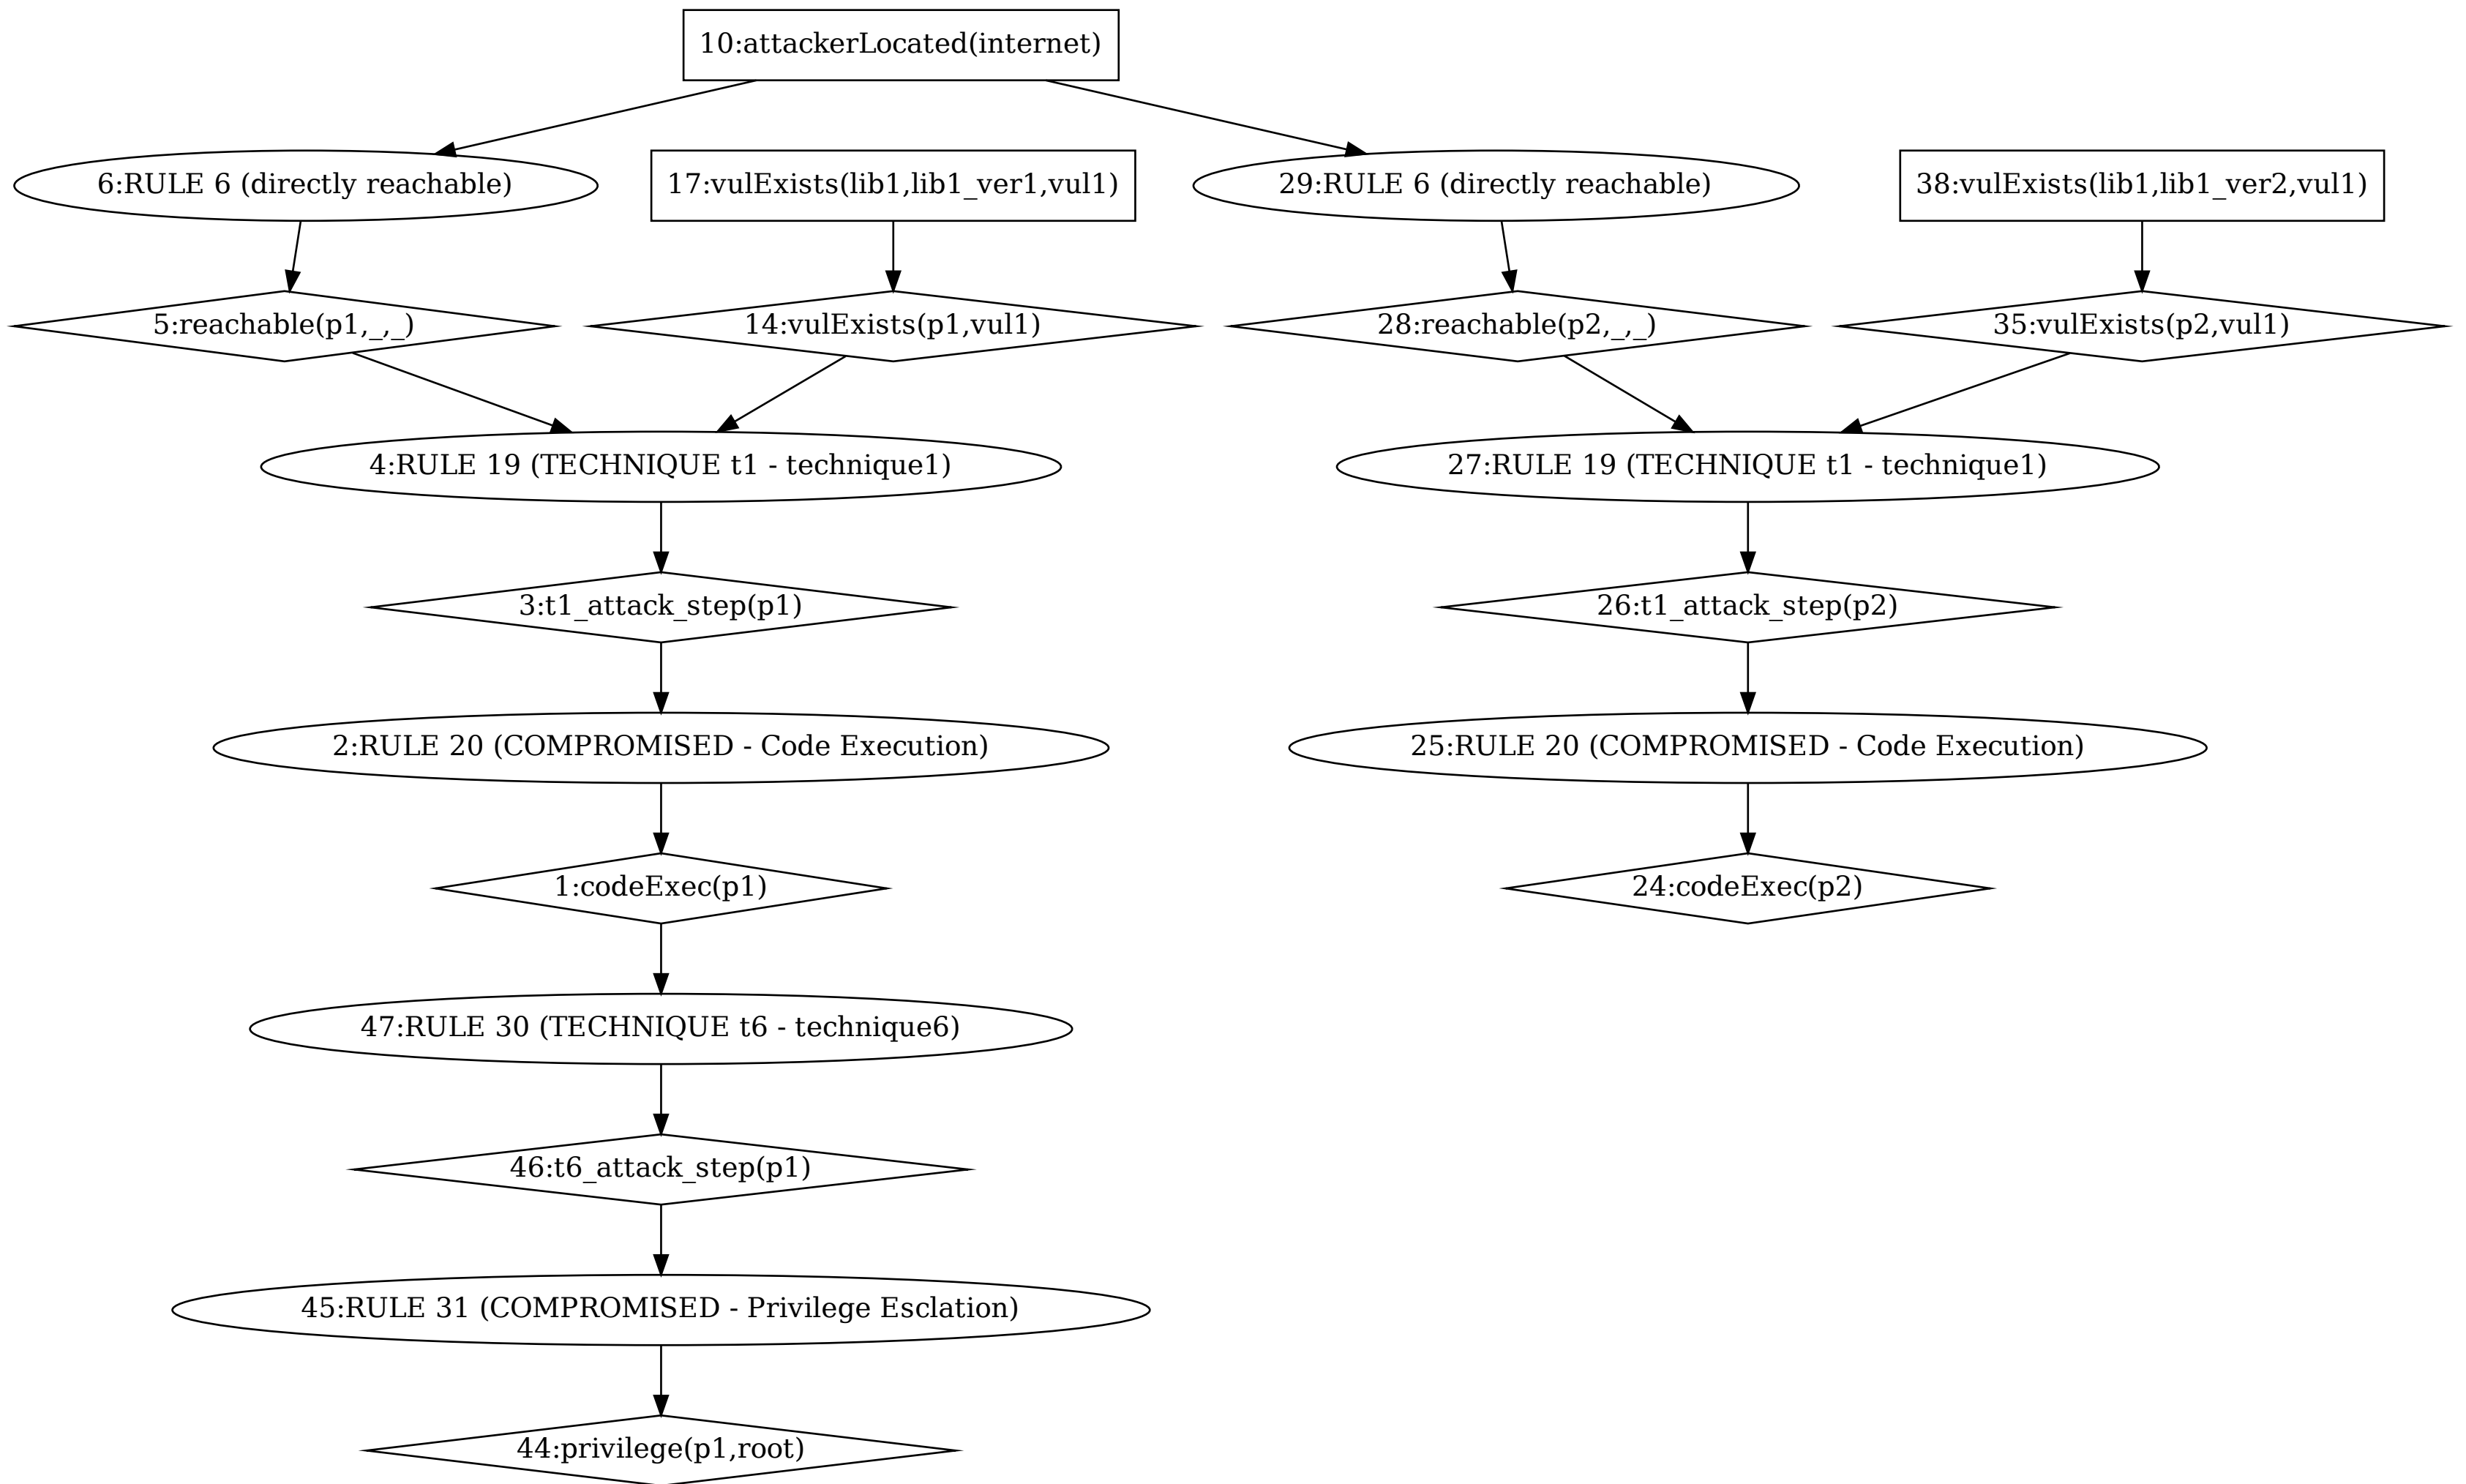 10:attackerLocated(internet)
6:RULE 6 (directly reachable)
17:vulExists(lib1,lib1_ver1,vul1)
29:RULE 6 (directly reachable)
38:vulExists(lib1,lib1_ver2,vul1)
5:reachable(p1,_,_)
14:vulExists(p1,vul1)
28:reachable(p2,_,_)
35:vulExists(p2,vul1)
4:RULE 19 (TECHNIQUE t1 - technique1)
27:RULE 19 (TECHNIQUE t1 - technique1)
3:t1_attack_step(p1)
26:t1_attack_step(p2)
2:RULE 20 (COMPROMISED - Code Execution)
25:RULE 20 (COMPROMISED - Code Execution)
1:codeExec(p1)
24:codeExec(p2)
47:RULE 30 (TECHNIQUE t6 - technique6)
46:t6_attack_step(p1)
45:RULE 31 (COMPROMISED - Privilege Esclation)
44:privilege(p1,root)